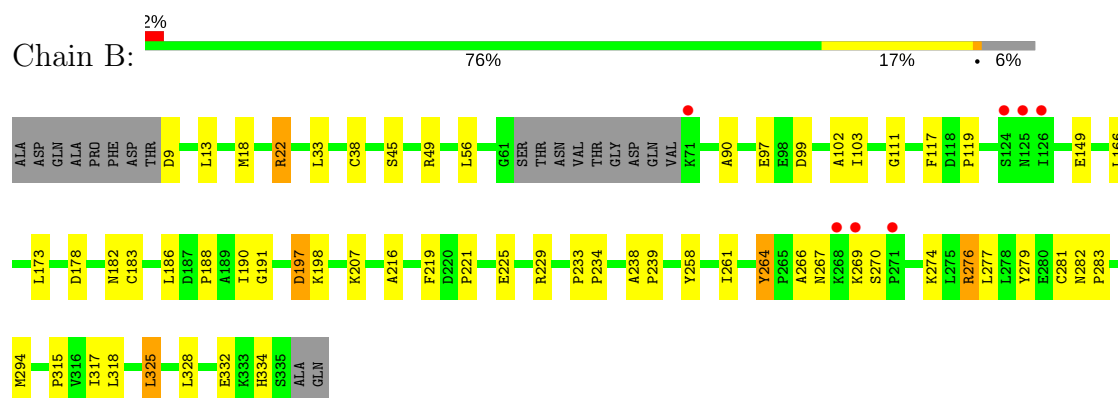 2%
Chain B:
76% 17% • 6%
ALA ASP GLN ALA PRO PHE ASP THR D9 L13 M18 R22 L33 C38 S45 R49 L56 G61 SER THR ASN VAL THR GLY ASP GLN VAL K71 A90 E97 E98 D99 A102 I103 G111 F117 D118 P119 S124 N125 I126 E149 L166
L173 D178 N182 C183 L186 D187 P188 A189 I190 G191 D197 K198 K207 A216 F219 D220 P221 E225 R229 P233 P234 A238 P239 Y258 I261 Y264 P265 A266 N267 K268 K269 S270 P271 K274 L275 R276 L277 L278 Y279 E280 C281 N282 P283
M294 P315 V316 I317 L318 L325 L328 E332 K333 H334 S335 ALA GLN